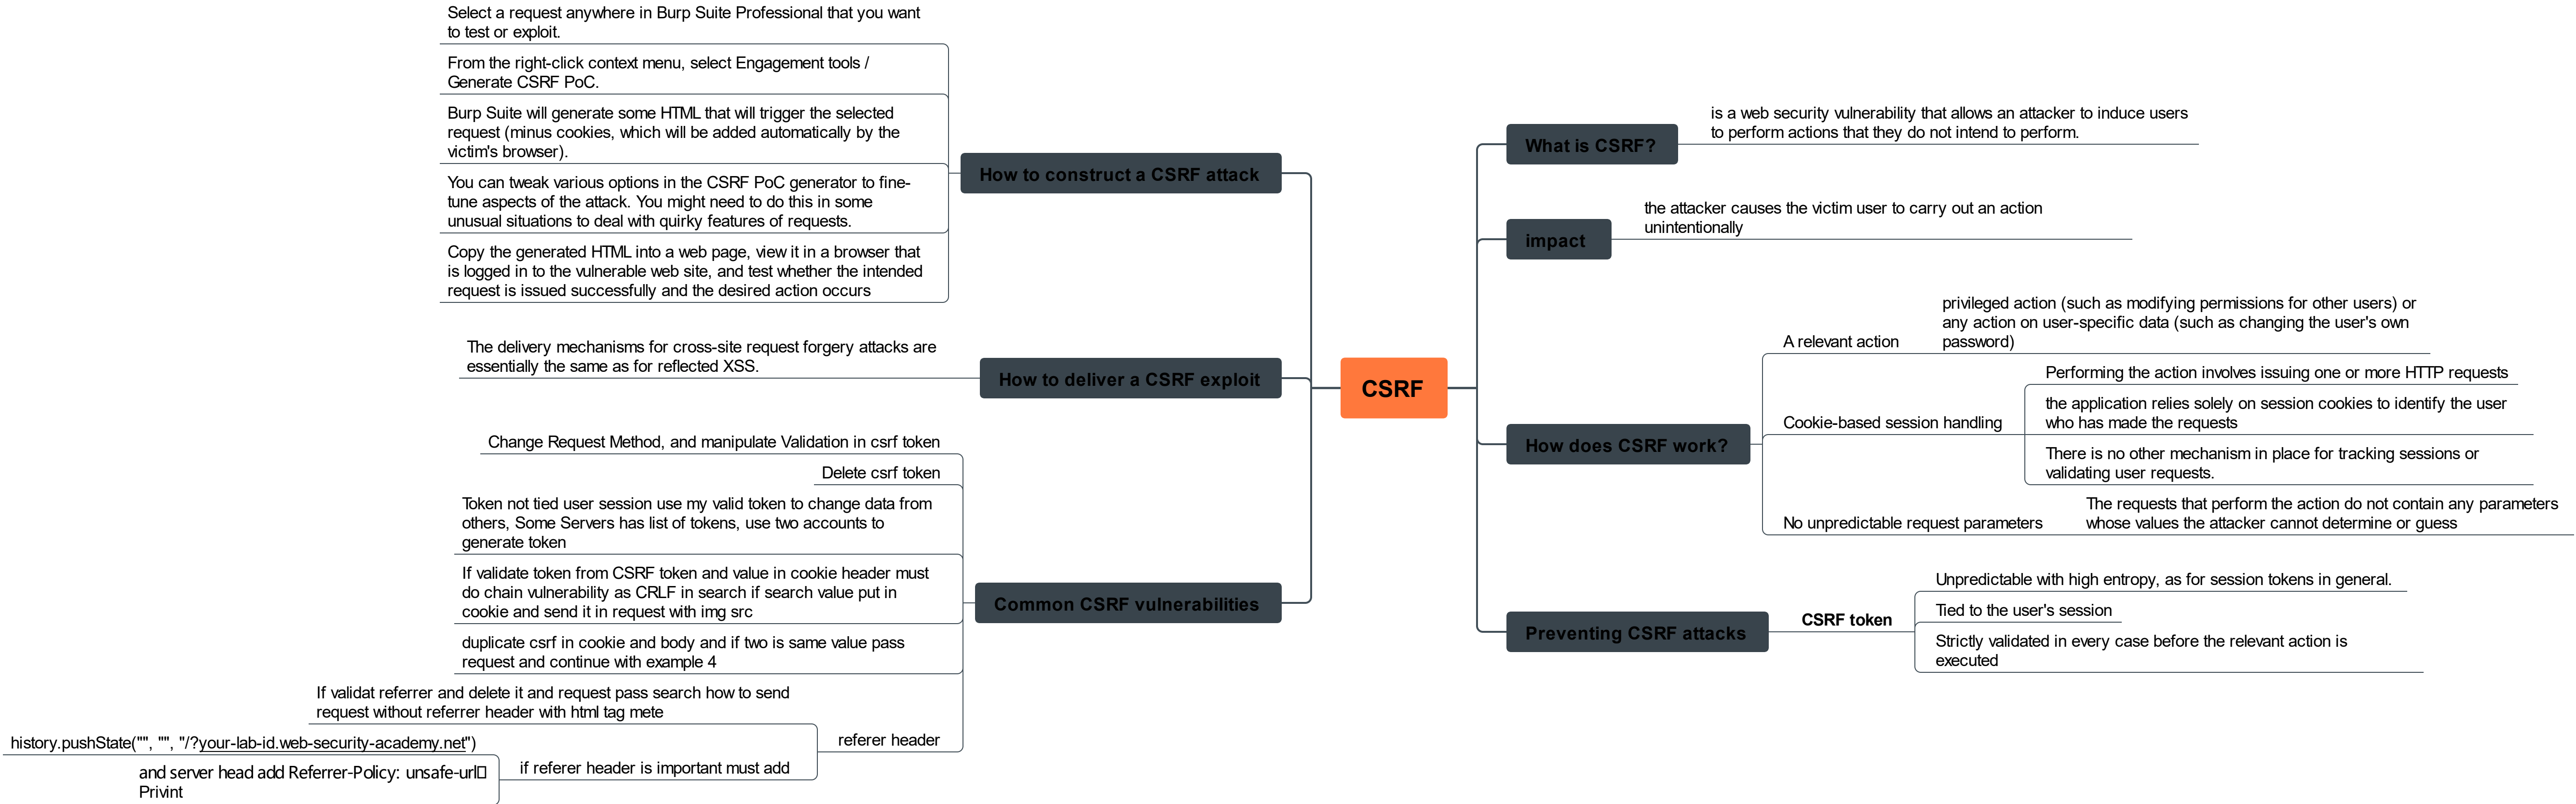 CSRF
What is CSRF?
is a web security vulnerability that allows an attacker to induce users
to perform actions that they do not intend to perform.
impact
the attacker causes the victim user to carry out an action
unintentionally
How does CSRF work?
A relevant action
privileged action (such as modifying permissions for other users) or
any action on user-specific data (such as changing the user's own
password)
Cookie-based session handling
Performing the action involves issuing one or more HTTP requests
the application relies solely on session cookies to identify the user
who has made the requests
There is no other mechanism in place for tracking sessions or
validating user requests.
No unpredictable request parameters
The requests that perform the action do not contain any parameters
whose values the attacker cannot determine or guess
Preventing CSRF attacks
CSRF token
Unpredictable with high entropy, as for session tokens in general.
Tied to the user's session
Strictly validated in every case before the relevant action is
executed
How to construct a CSRF attack
Select a request anywhere in Burp Suite Professional that you want
to test or exploit.
From the right-click context menu, select Engagement tools /
Generate CSRF PoC.
Burp Suite will generate some HTML that will trigger the selected
request (minus cookies, which will be added automatically by the
victim's browser).
You can tweak various options in the CSRF PoC generator to fine-
tune aspects of the attack. You might need to do this in some
unusual situations to deal with quirky features of requests.
Copy the generated HTML into a web page, view it in a browser that
is logged in to the vulnerable web site, and test whether the intended
request is issued successfully and the desired action occurs
How to deliver a CSRF exploit
The delivery mechanisms for cross-site request forgery attacks are
essentially the same as for reflected XSS.
Common CSRF vulnerabilities
Change Request Method, and manipulate Validation in csrf token
Delete csrf token
Token not tied user session use my valid token to change data from
others, Some Servers has list of tokens, use two accounts to
generate token
If validate token from CSRF token and value in cookie header must
do chain vulnerability as CRLF in search if search value put in
cookie and send it in request with img src
duplicate csrf in cookie and body and if two is same value pass
request and continue with example 4
referer header
If validat referrer and delete it and request pass search how to send
request without referrer header with html tag mete
if referer header is important must add
history.pushState("", "", "/?your-lab-id.web-security-academy.net")
and server head add Referrer-Policy: unsafe-url
Privint